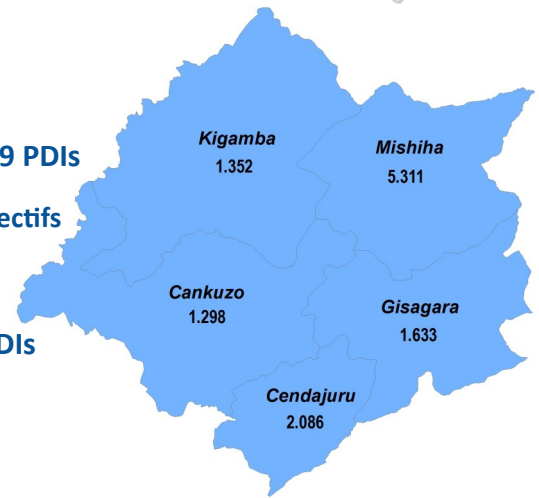 Kigamba
1.352
Mishiha
5.311
9 PDIs
ectifs
Cankuzo
1.298
Gisagara
1.633
DIs
Cendajuru
2.086